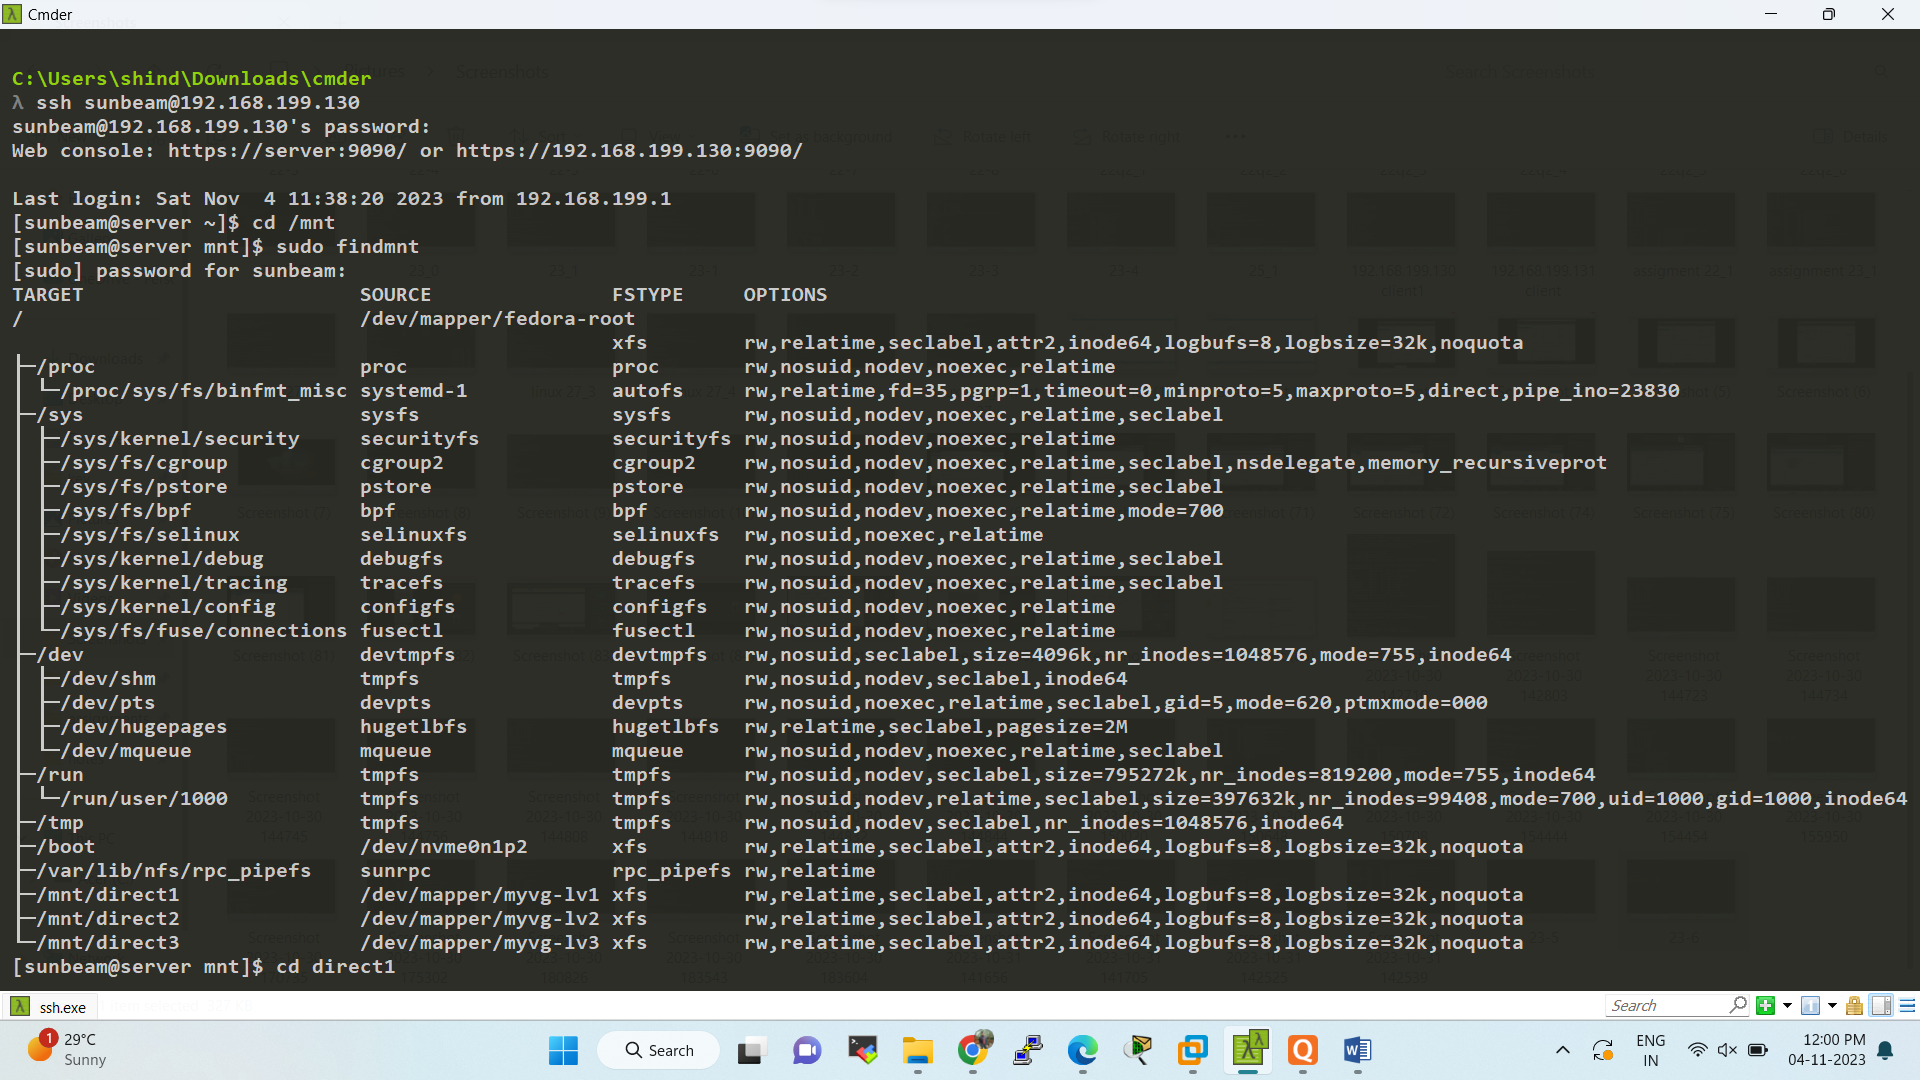 Cmder
C:\Users\shind\Downloads\cmder
λ ssh sunbeam@192.168.199.130
sunbeam@192.168.199.130's password:
Web console: https://server:9090/ or https://192.168.199.130:9090/
Last login: Sat Nov  4 11:38:20 2023 from 192.168.199.1
[sunbeam@server ~]$ cd /mnt
[sunbeam@server mnt]$ sudo findmnt
[sudo] password for sunbeam:
TARGET SOURCE FSTYPE OPTIONS
/ /dev/mapper/fedora-root
xfs rw,relatime,seclabel,attr2,inode64,logbufs=8,logbsize=32k,noquota
├─/proc proc proc rw,nosuid,nodev,noexec,relatime
│ └─/proc/sys/fs/binfmt_misc systemd-1 autofs rw,relatime,fd=35,pgrp=1,timeout=0,minproto=5,maxproto=5,direct,pipe_ino=23830
├─/sys sysfs sysfs rw,nosuid,nodev,noexec,relatime,seclabel
│ ├─/sys/kernel/security securityfs securityfs rw,nosuid,nodev,noexec,relatime
│ ├─/sys/fs/cgroup cgroup2 cgroup2 rw,nosuid,nodev,noexec,relatime,seclabel,nsdelegate,memory_recursiveprot
│ ├─/sys/fs/pstore pstore pstore rw,nosuid,nodev,noexec,relatime,seclabel
│ ├─/sys/fs/bpf bpf bpf rw,nosuid,nodev,noexec,relatime,mode=700
│ ├─/sys/fs/selinux selinuxfs selinuxfs rw,nosuid,noexec,relatime
│ ├─/sys/kernel/debug debugfs debugfs rw,nosuid,nodev,noexec,relatime,seclabel
│ ├─/sys/kernel/tracing tracefs tracefs rw,nosuid,nodev,noexec,relatime,seclabel
│ ├─/sys/kernel/config configfs configfs rw,nosuid,nodev,noexec,relatime
│ └─/sys/fs/fuse/connections fusectl fusectl rw,nosuid,nodev,noexec,relatime
├─/dev devtmpfs devtmpfs rw,nosuid,seclabel,size=4096k,nr_inodes=1048576,mode=755,inode64
│ ├─/dev/shm tmpfs tmpfs rw,nosuid,nodev,seclabel,inode64
│ ├─/dev/pts devpts devpts rw,nosuid,noexec,relatime,seclabel,gid=5,mode=620,ptmxmode=000
│ ├─/dev/hugepages hugetlbfs hugetlbfs rw,relatime,seclabel,pagesize=2M
│ └─/dev/mqueue mqueue mqueue rw,nosuid,nodev,noexec,relatime,seclabel
├─/run tmpfs tmpfs rw,nosuid,nodev,seclabel,size=795272k,nr_inodes=819200,mode=755,inode64
│ └─/run/user/1000 tmpfs tmpfs rw,nosuid,nodev,relatime,seclabel,size=397632k,nr_inodes=99408,mode=700,uid=1000,gid=1000,inode64
├─/tmp tmpfs tmpfs rw,nosuid,nodev,seclabel,nr_inodes=1048576,inode64
├─/boot /dev/nvme0n1p2 xfs rw,relatime,seclabel,attr2,inode64,logbufs=8,logbsize=32k,noquota
├─/var/lib/nfs/rpc_pipefs sunrpc rpc_pipefs rw,relatime
├─/mnt/direct1 /dev/mapper/myvg-lv1 xfs rw,relatime,seclabel,attr2,inode64,logbufs=8,logbsize=32k,noquota
├─/mnt/direct2 /dev/mapper/myvg-lv2 xfs rw,relatime,seclabel,attr2,inode64,logbufs=8,logbsize=32k,noquota
└─/mnt/direct3 /dev/mapper/myvg-lv3 xfs rw,relatime,seclabel,attr2,inode64,logbufs=8,logbsize=32k,noquota
[sunbeam@server mnt]$ cd direct1
ssh.exe Search
1 29°C Search ENG 12:00 PM
Sunny IN 04-11-2023